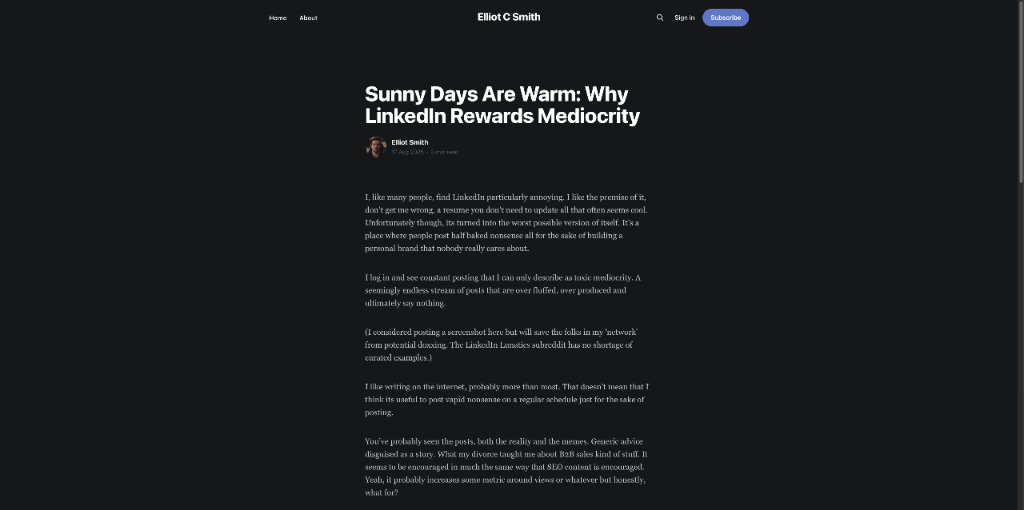 Home About Elliot C Smith Sign in Subscribe
Sunny Days Are Warm: Why
LinkedIn Rewards Mediocrity
Elliot Smith
17 Aug 2025 • 3 min read
I, like many people, find LinkedIn particularly annoying. I like the premise of it,
don't get me wrong, a resume you don't need to update all that often seems cool.
Unfortunately though, its turned into the worst possible version of itself. It's a
place where people post half baked nonsense all for the sake of building a
personal brand that nobody really cares about.
I log in and see constant posting that I can only describe as toxic mediocrity. A
seemingly endless stream of posts that are over fluffed, over produced and
ultimately say nothing.
(I considered posting a screenshot here but will save the folks in my 'network'
from potential doxxing. The LinkedIn Lunatics subreddit has no shortage of
curated examples.)
I like writing on the internet, probably more than most. That doesn't mean that I
think its useful to post vapid nonsense on a regular schedule just for the sake of
posting.
You've probably seen the posts, both the reality and the memes. Generic advice
disguised as a story. What my divorce taught me about B2B sales kind of stuff. It
seems to be encouraged in much the same way that SEO content is encouraged.
Yeah, it probably increases some metric around views or whatever but honestly,
what for?